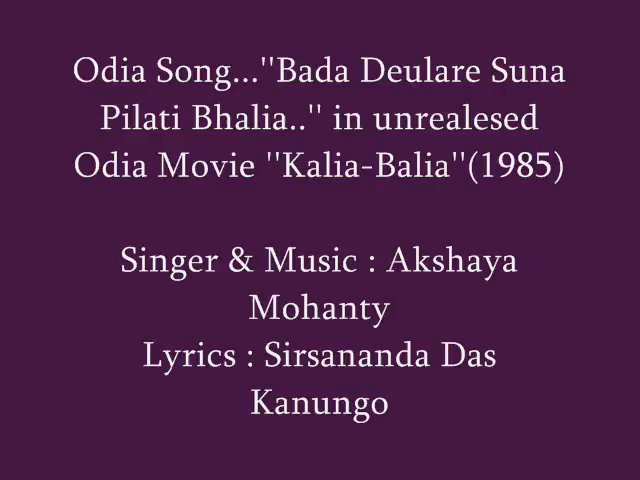 Odia Song...''Bada Deulare Suna
Pilati Bhalia..'' in unrealesed
Odia Movie ''Kalia-Balia''(1985)
Singer & Music : Akshaya
Mohanty
Lyrics : Sirsananda Das
Kanungo